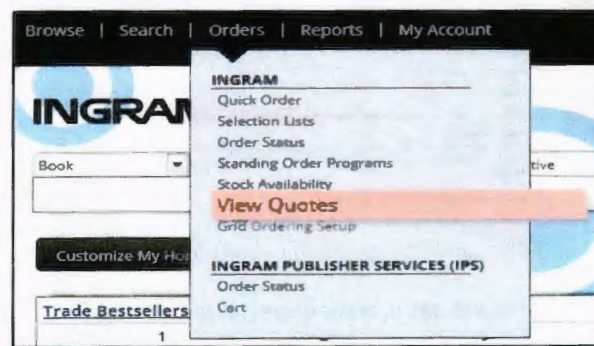 Browse | Search | Orders | Reports | My Account
INGRAM
INGRAM
Quick Order
Selection Lists
Order Status
Book
Standing Order Programs
tive
Stock Availability
View Quotes
Grid Ordering Setup
Customize My Ho
INGRAM PUBLISHER SERVICES (IPS)
Order Status
Trade Bestsellers
Cart
1